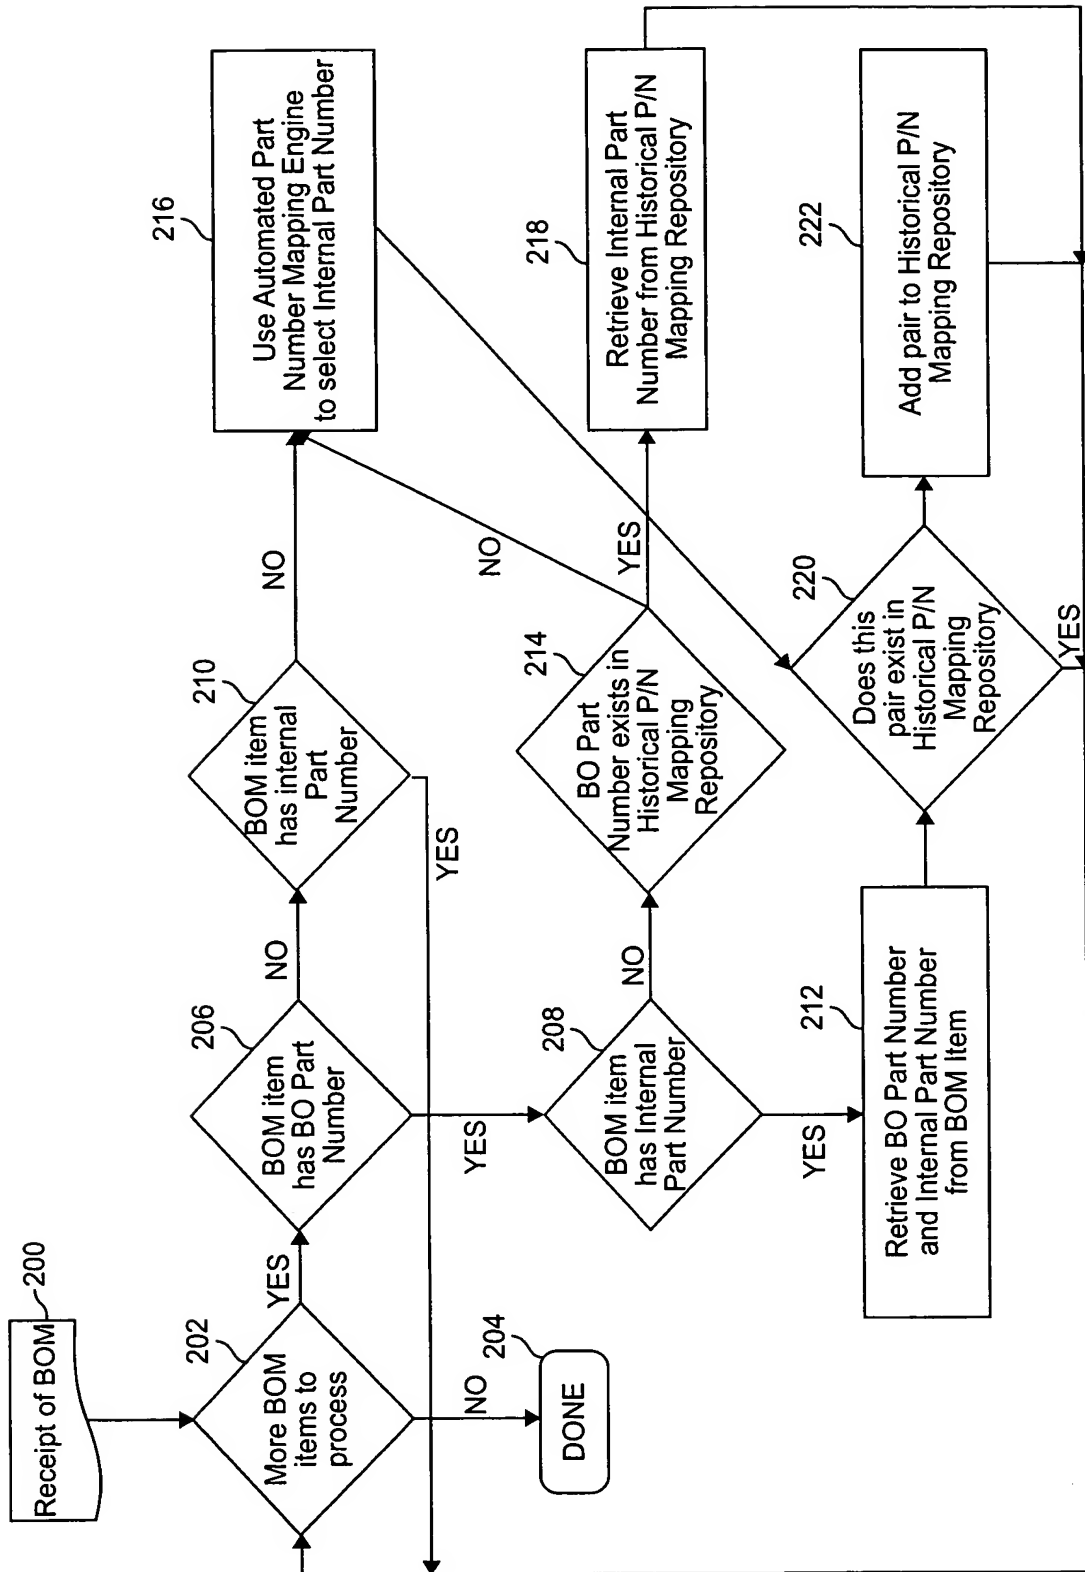 Receipt of BOM
200
More BOM
items to
process
202
YES
NO
DONE
204
BOM item
has BO Part
Number
206
NO
YES
BOM item
has internal
Part
Number
210
NO
YES
Use Automated Part
Number Mapping Engine
to select Internal Part Number
216
BOM item
has Internal
Part Number
208
NO
YES
BO Part
Number exists in
Historical P/N
Mapping
Repository
214
NO
YES
Retrieve Internal Part
Number from Historical P/N
Mapping Repository
218
Retrieve BO Part Number
and Internal Part Number
from BOM Item
212
Does this
pair exist in
Historical P/N
Mapping
Repository
220
YES
Add pair to Historical P/N
Mapping Repository
222